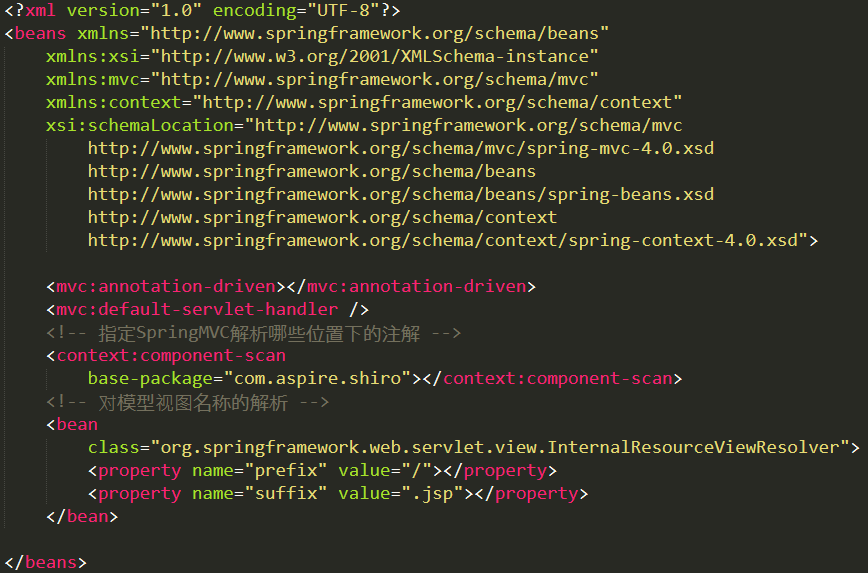 <?xml version="1.0" encoding="UTF-8"?>
<beans xmlns="http://www.springframework.org/schema/beans"
    xmlns:xsi="http://www.w3.org/2001/XMLSchema-instance"
    xmlns:mvc="http://www.springframework.org/schema/mvc"
    xmlns:context="http://www.springframework.org/schema/context"
    xsi:schemaLocation="http://www.springframework.org/schema/mvc
        http://www.springframework.org/schema/mvc/spring-mvc-4.0.xsd
        http://www.springframework.org/schema/beans
        http://www.springframework.org/schema/beans/spring-beans.xsd
        http://www.springframework.org/schema/context
        http://www.springframework.org/schema/context/spring-context-4.0.xsd">

    <mvc:annotation-driven></mvc:annotation-driven>
    <mvc:default-servlet-handler />
    <!-- 指定SpringMVC解析哪些位置下的注解 -->
    <context:component-scan
        base-package="com.aspire.shiro"></context:component-scan>
    <!-- 对模型视图名称的解析 -->
    <bean
        class="org.springframework.web.servlet.view.InternalResourceViewResolver">
        <property name="prefix" value="/"></property>
        <property name="suffix" value=".jsp"></property>
    </bean>

</beans>